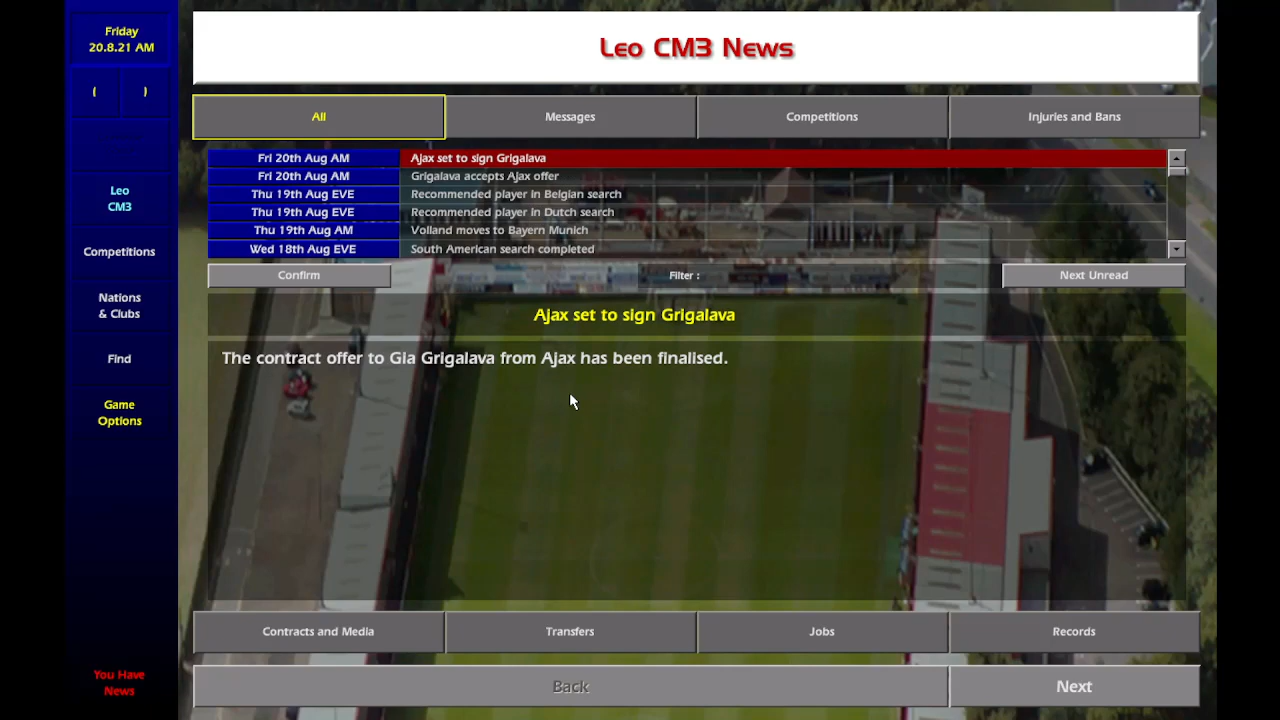 Friday
20.8.21 AM
Leo CM3 News
All
Messages
Competitions
Injuries and Bans
Fri 20th Aug AM Ajax set to sign Grigalava
Fri 20th Aug AM Grigalava accepts Ajax offer
Thu 19th Aug EVE Recommended player in Belgian search
Thu 19th Aug EVE Recommended player in Dutch search
Thu 19th Aug AM Volland moves to Bayern Munich
Wed 18th Aug EVE South American search completed
Confirm
Filter :
Next Unread
Leo
CM3
Competitions
Nations
& Clubs
Find
Game
Options
Ajax set to sign Grigalava
The contract offer to Gia Grigalava from Ajax has been finalised.
Contracts and Media
Transfers
Jobs
Records
You Have
News
Back
Next